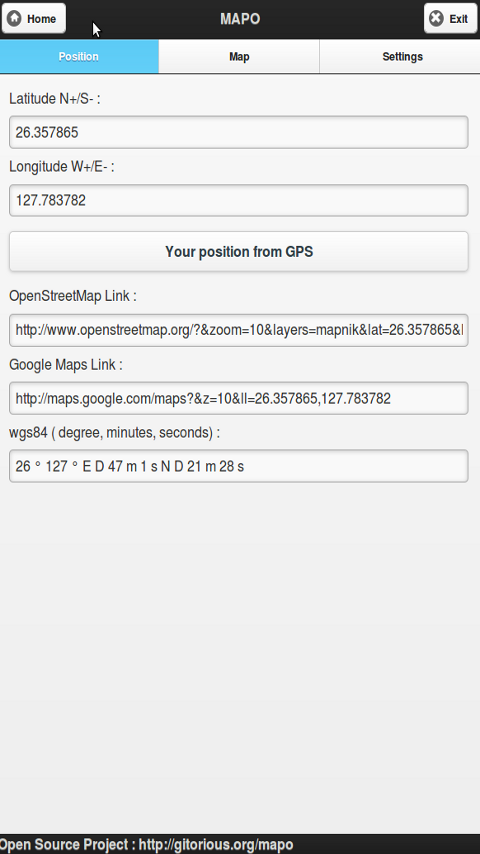 Home MAPO Exit
Position Map Settings
Latitude N+/S- :
26.357865
Longitude W+/E- :
127.783782
Your position from GPS
OpenStreetMap Link :
http://www.openstreetmap.org/?&zoom=10&layers=mapnik&lat=26.357865&l
Google Maps Link :
http://maps.google.com/maps?&z=10&ll=26.357865,127.783782
wgs84 ( degree, minutes, seconds) :
26 ° 127 ° E D 47 m 1 s N D 21 m 28 s
Open Source Project : http://gitorious.org/mapo